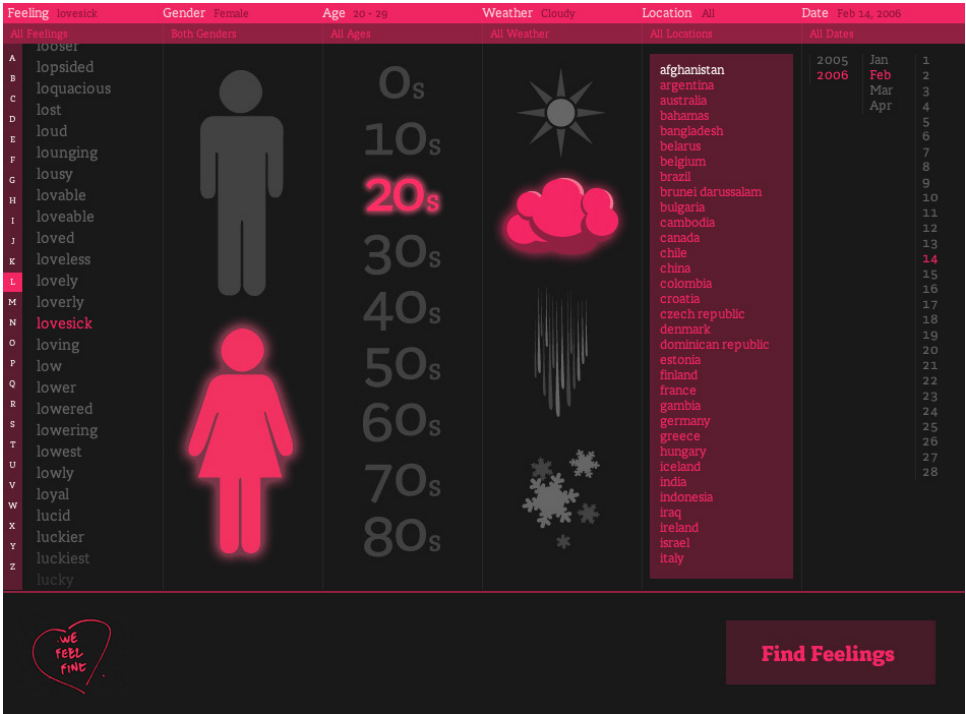 Feeling lovesick
Gender Female
Age 20 - 29
Weather Cloudy
Location All
Date Feb 14, 2006
All Feelings
Both Genders
All Ages
All Weather
All Locations
All Dates
A
B
C
D
E
F
G
H
I
J
K
L
M
N
O
P
Q
R
S
T
U
V
W
X
Y
Z
looser
lopsided
loquacious
lost
loud
lounging
lousy
lovable
loveable
loved
loveless
lovely
loverly
lovesick
loving
low
lower
lowered
lowering
lowest
lowly
loyal
lucid
luckier
luckiest
lucky
0s
10s
20s
30s
40s
50s
60s
70s
80s
afghanistan
argentina
australia
bahamas
bangladesh
belarus
belgium
brazil
brunei darussalam
bulgaria
cambodia
canada
chile
china
colombia
croatia
czech republic
denmark
dominican republic
estonia
finland
france
gambia
germany
greece
hungary
iceland
india
indonesia
iraq
ireland
israel
italy
2005
2006
Jan
Feb
Mar
Apr
1
2
3
4
5
6
7
8
9
10
11
12
13
14
15
16
17
18
19
20
21
22
23
24
25
26
27
28
WE
FEEL
FINE
Find Feelings